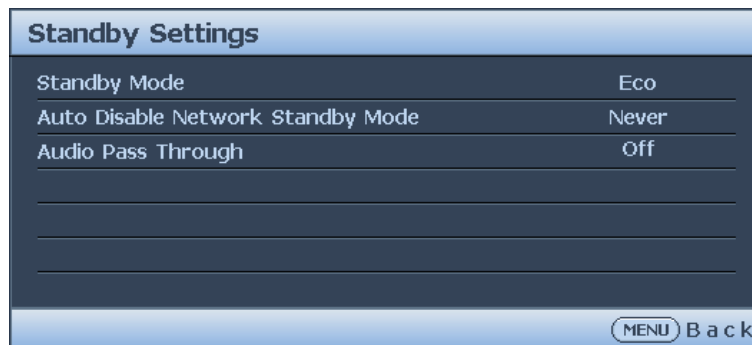 Standby Settings
Standby Mode Eco
Auto Disable Network Standby Mode Never
Audio Pass Through Off
MENU Back